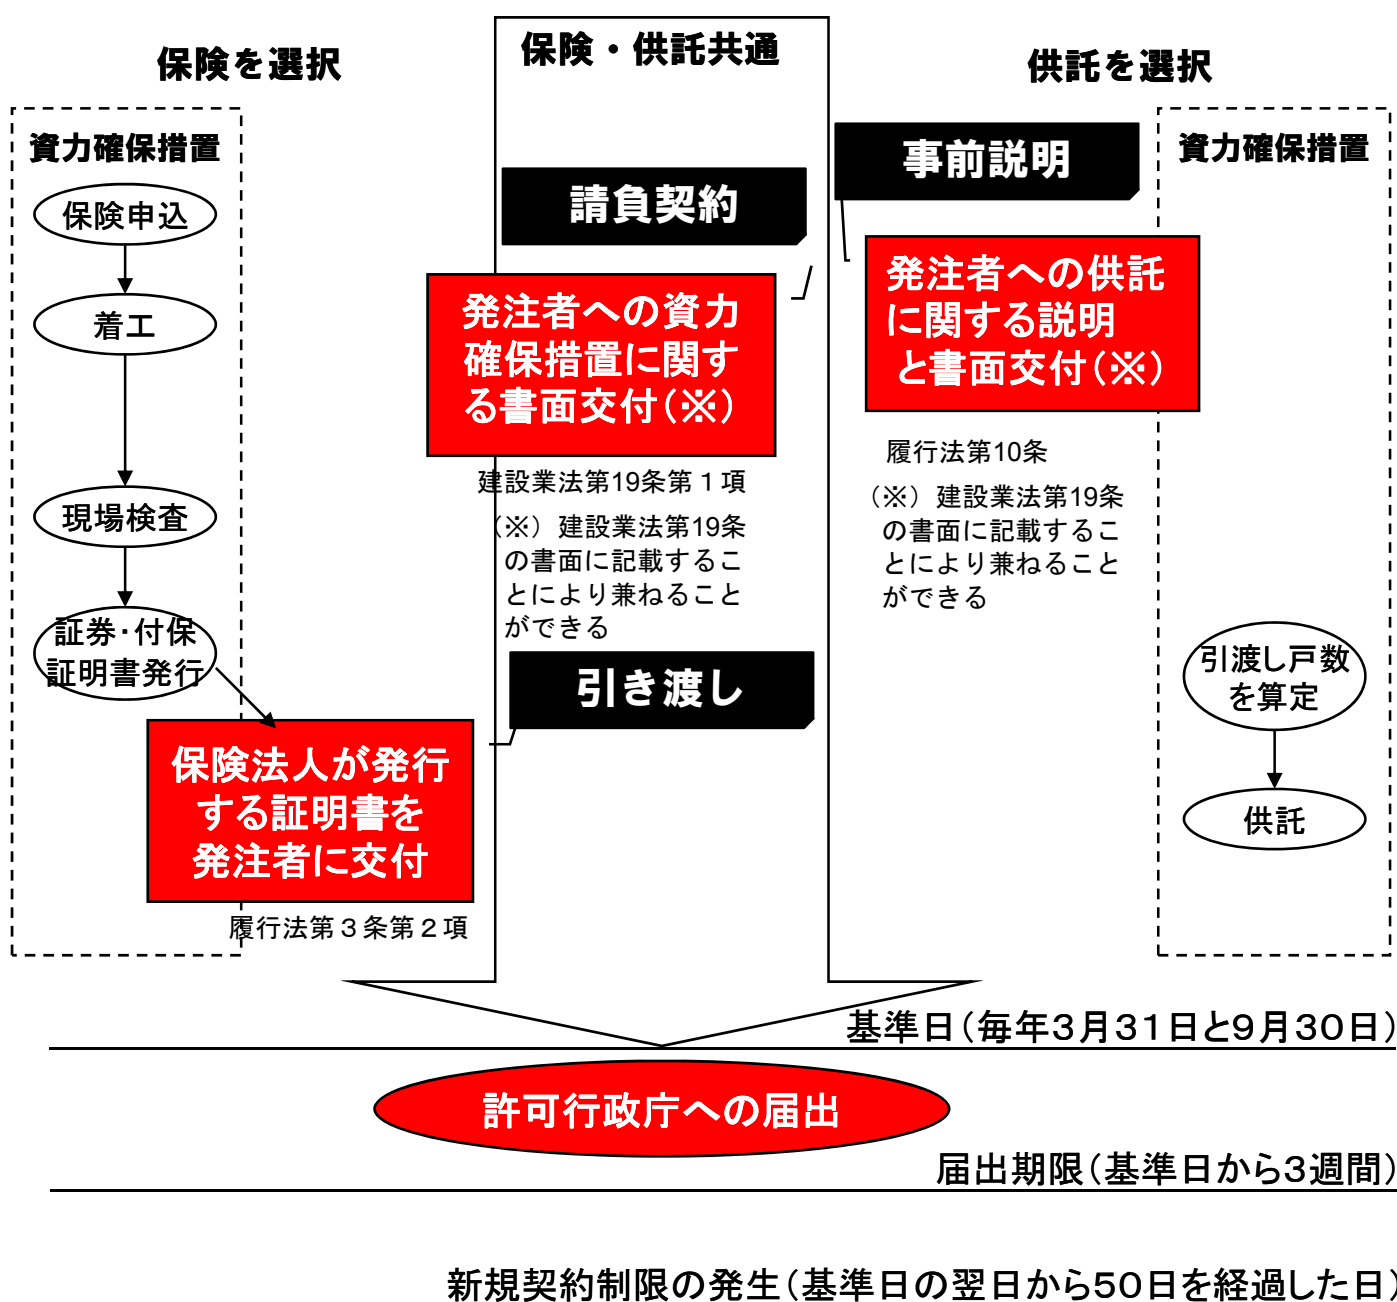 保険を選択
資力確保措置
保険申込
着工
現場検査
証券・付保
証明書発行
保険法人が発行
する証明書を
発注者に交付
履行法第３条第２項
保険・供託共通
請負契約
発注者への資力
確保措置に関す
る書面交付（※）
建設業法第19条第１項
（※）建設業法第19条
の書面に記載するこ
とにより兼ねること
ができる
引き渡し
供託を選択
事前説明
発注者への供託
に関する説明
と書面交付（※）
履行法第10条
（※）建設業法第19条
の書面に記載するこ
とにより兼ねること
ができる
資力確保措置
引渡し戸数
を算定
供託
基準日（毎年３月３１日と９月３０日）
許可行政庁への届出
届出期限（基準日から３週間）
新規契約制限の発生（基準日の翌日から５０日を経過した日）